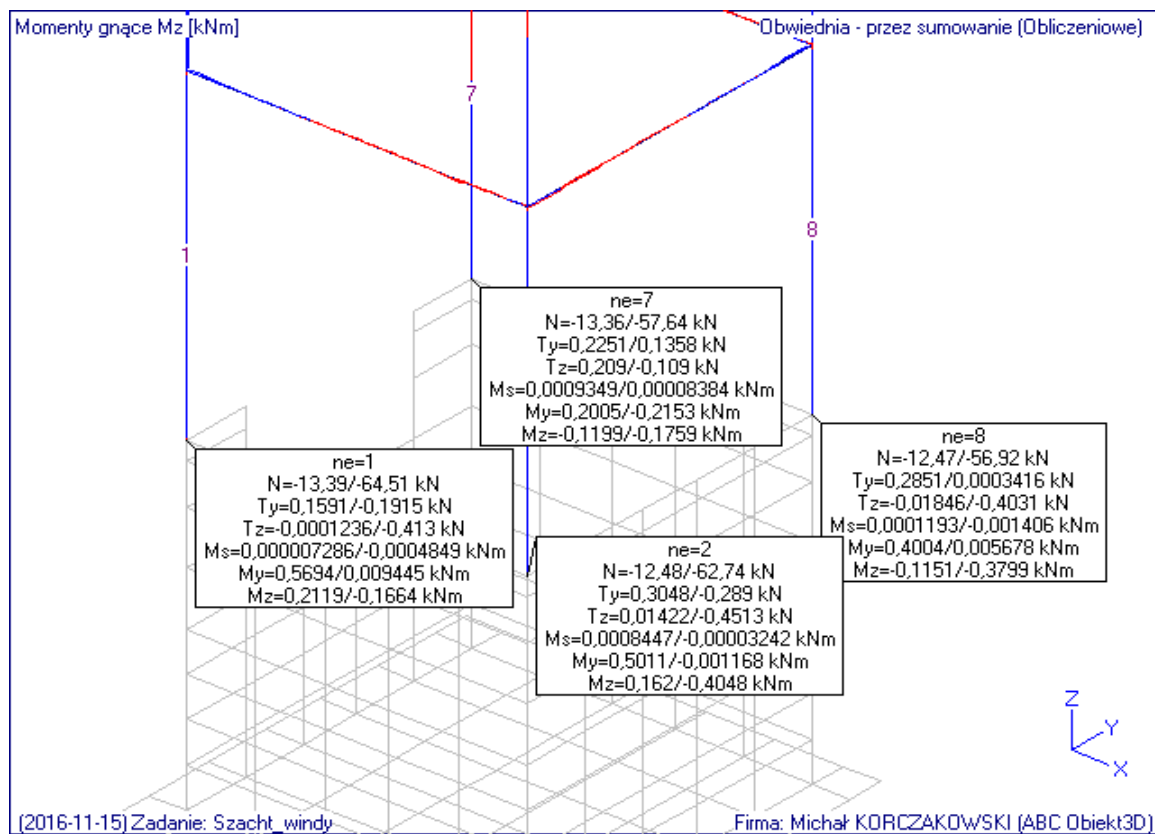 Momenty gnące Mz [kNm]
Obwiednia - przez sumowanie (Obliczeniowe)
7
1
8
ne=7
N=-13,36/-57,64 kN
Ty=0,2251/0,1358 kN
Tz=0,209/-0,109 kN
Ms=0,0009349/0,00008384 kNm
My=0,2005/-0,2153 kNm
Mz=-0,1199/-0,1759 kNm
ne=1
N=-13,39/-64,51 kN
Ty=0,1591/-0,1915 kN
Tz=-0,0001236/-0,413 kN
Ms=0,000007286/-0,0004849 kNm
My=0,5694/0,009445 kNm
Mz=0,2119/-0,1664 kNm
ne=8
N=-12,47/-56,92 kN
Ty=0,2851/0,0003416 kN
Tz=-0,01846/-0,4031 kN
Ms=0,0001193/-0,001406 kNm
My=0,4004/0,005678 kNm
Mz=-0,1151/-0,3799 kNm
ne=2
N=-12,48/-62,74 kN
Ty=0,3048/-0,289 kN
Tz=0,01422/-0,4513 kN
Ms=0,0008447/-0,00003242 kNm
My=0,5011/-0,001168 kNm
Mz=0,162/-0,4048 kNm
Z
Y
X
(2016-11-15) Zadanie: Szacht_windy
Firma: Michał KORCZAKOWSKI (ABC Obiekt3D)